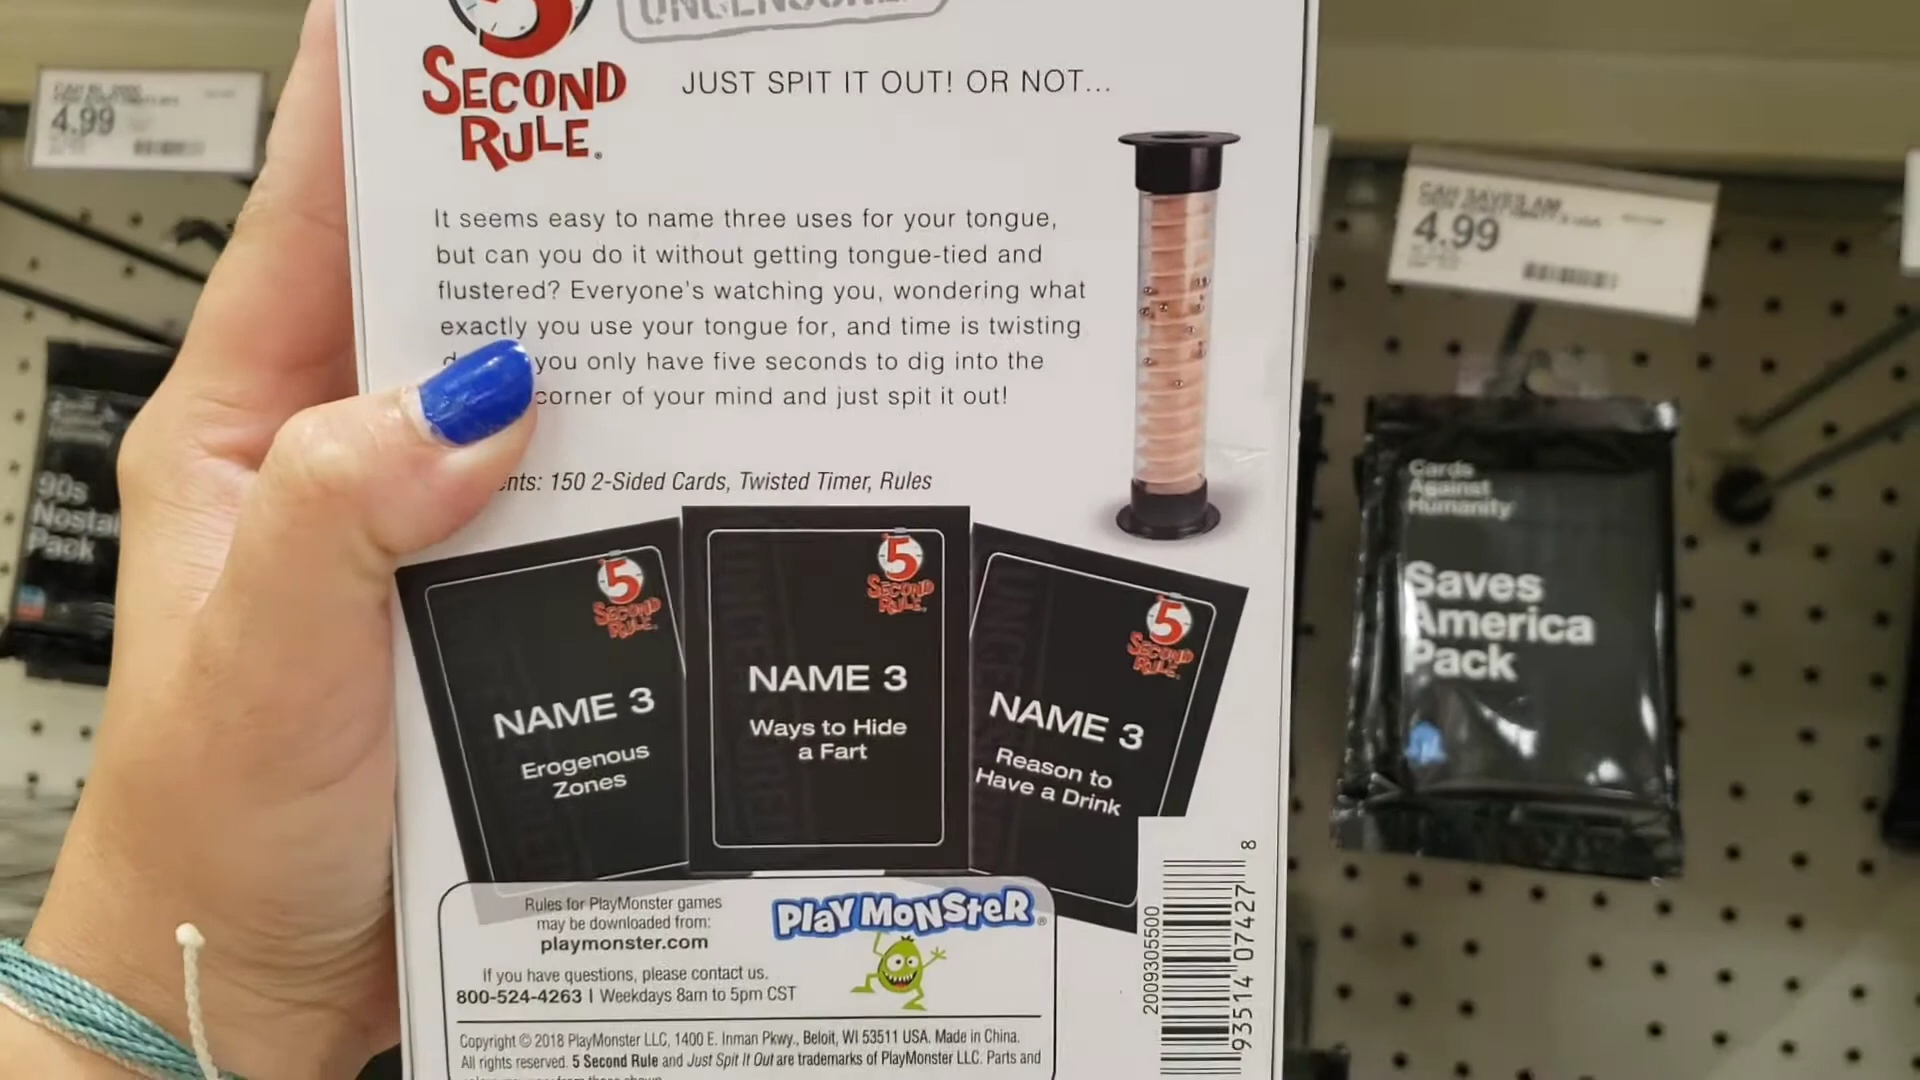 5
UNCENSORED
SECOND
RULE®
JUST SPIT IT OUT! OR NOT...
It seems easy to name three uses for your tongue,
but can you do it without getting tongue-tied and
flustered? Everyone's watching you, wondering what
exactly you use your tongue for, and time is twisting
you only have five seconds to dig into the
corner of your mind and just spit it out!
150 2-Sided Cards, Twisted Timer, Rules
5
SECOND
RULE
NAME 3
Erogenous
Zones
5
SECOND
RULE
NAME 3
Ways to Hide
a Fart
5
SECOND
RULE
NAME 3
Reason to
Have a Drink
Rules for PlayMonster games
may be downloaded from:
playmonster.com
PLAYMONSTER®
If you have questions, please contact us.
800-524-4263 | Weekdays 8am to 5pm CST
Copyright © 2018 PlayMonster LLC, 1400 E. Inman Pkwy., Beloit, WI 53511 USA. Made in China.
All rights reserved. 5 Second Rule and Just Spit It Out are trademarks of PlayMonster LLC. Parts and
2009305500
93514 07427 8
4.99
90s
Nostal
Pack
CAH SAVES AM
4.99
Cards
Against
Humanity
Saves
America
Pack